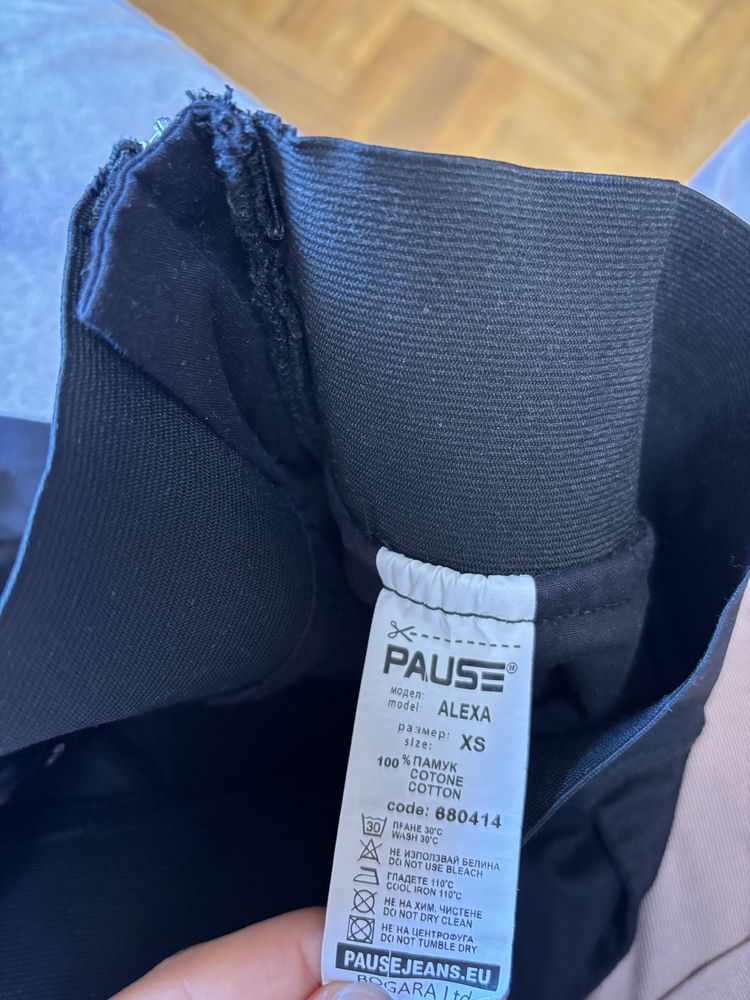 PAUSE®
модел:
model: ALEXA
размер:
size: XS
100 % ПАМУК
COTONE
COTTON
code: 680414
30 ПРАНЕ 30°C
WASH 30°C
НЕ ИЗПОЛЗВАЙ БЕЛИНА
DO NOT USE BLEACH
ГЛАДЕТЕ 110°C
COOL IRON 110°C
НЕ НА ХИМ. ЧИСТЕНЕ
DO NOT DRY CLEAN
НЕ НА ЦЕНТРОФУГА
DO NOT TUMBLE DRY
PAUSEJEANS.EU
BOGARA Ltd